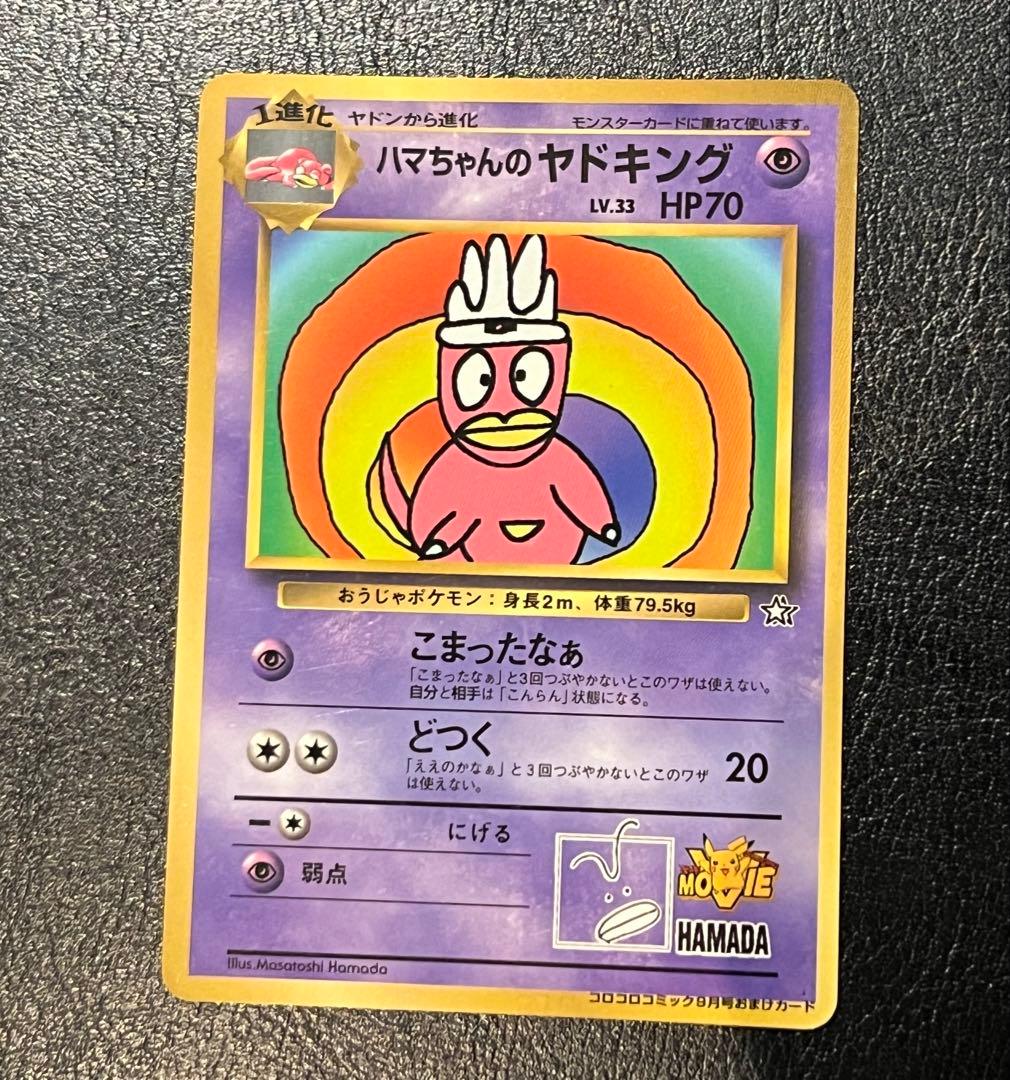 1進化 ヤドンから進化 モンスターカードに重ねて使います。
ハマちゃんの ヤドキング
LV.33 HP70
おうじゃポケモン：身長2m、体重79.5kg
こまったなぁ
「こまったなぁ」と3回つぶやかないとこのワザは使えない。
自分と相手は「こんらん」状態になる。
どつく 20
「ええのかなぁ」と3回つぶやかないとこのワザ
は使えない。
にげる
弱点
MOVIE
HAMADA
Illus.Masatoshi Hamada
コロコロコミック9月号おまけカード